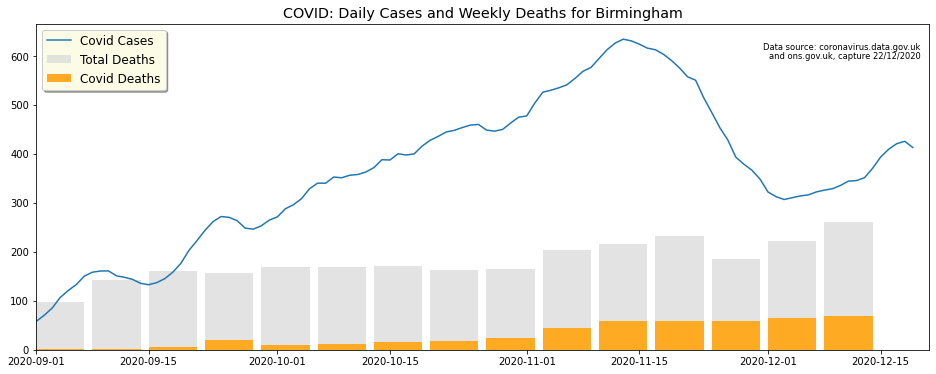 COVID: Daily Cases and Weekly Deaths for Birmingham
Covid Cases
Total Deaths
Covid Deaths
Data source: coronavirus.data.gov.uk
and ons.gov.uk, capture 22/12/2020
600
500
400
300
200
100
0
2020-09-01
2020-09-15
2020-10-01
2020-10-15
2020-11-01
2020-11-15
2020-12-01
2020-12-15